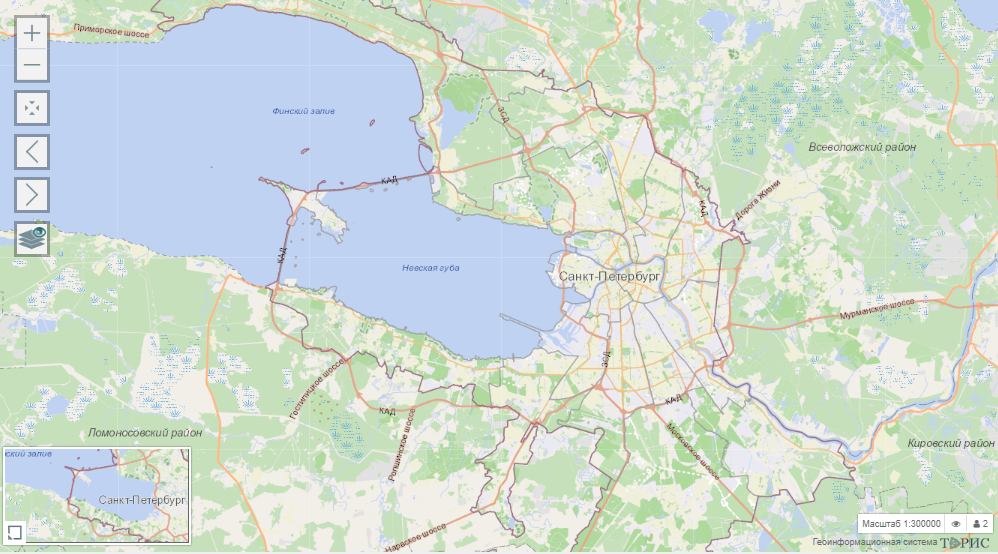 Приморское шоссе
Финский залив
ЗСД
Всеволожский район
КАД
Дорога Жизни
КАД
КАД
Невская губа
Санкт-Петербург
Мурманское шоссе
ЗСД
Гостилицкое шоссе
КАД
КАД
Ропшинское шоссе
Московское шоссе
Ломоносовский район
Кировский район
ский залив
Санкт-Петербург
Нарвское шоссе
Масштаб 1:300000
2
Геоинформационная система ТОРИС